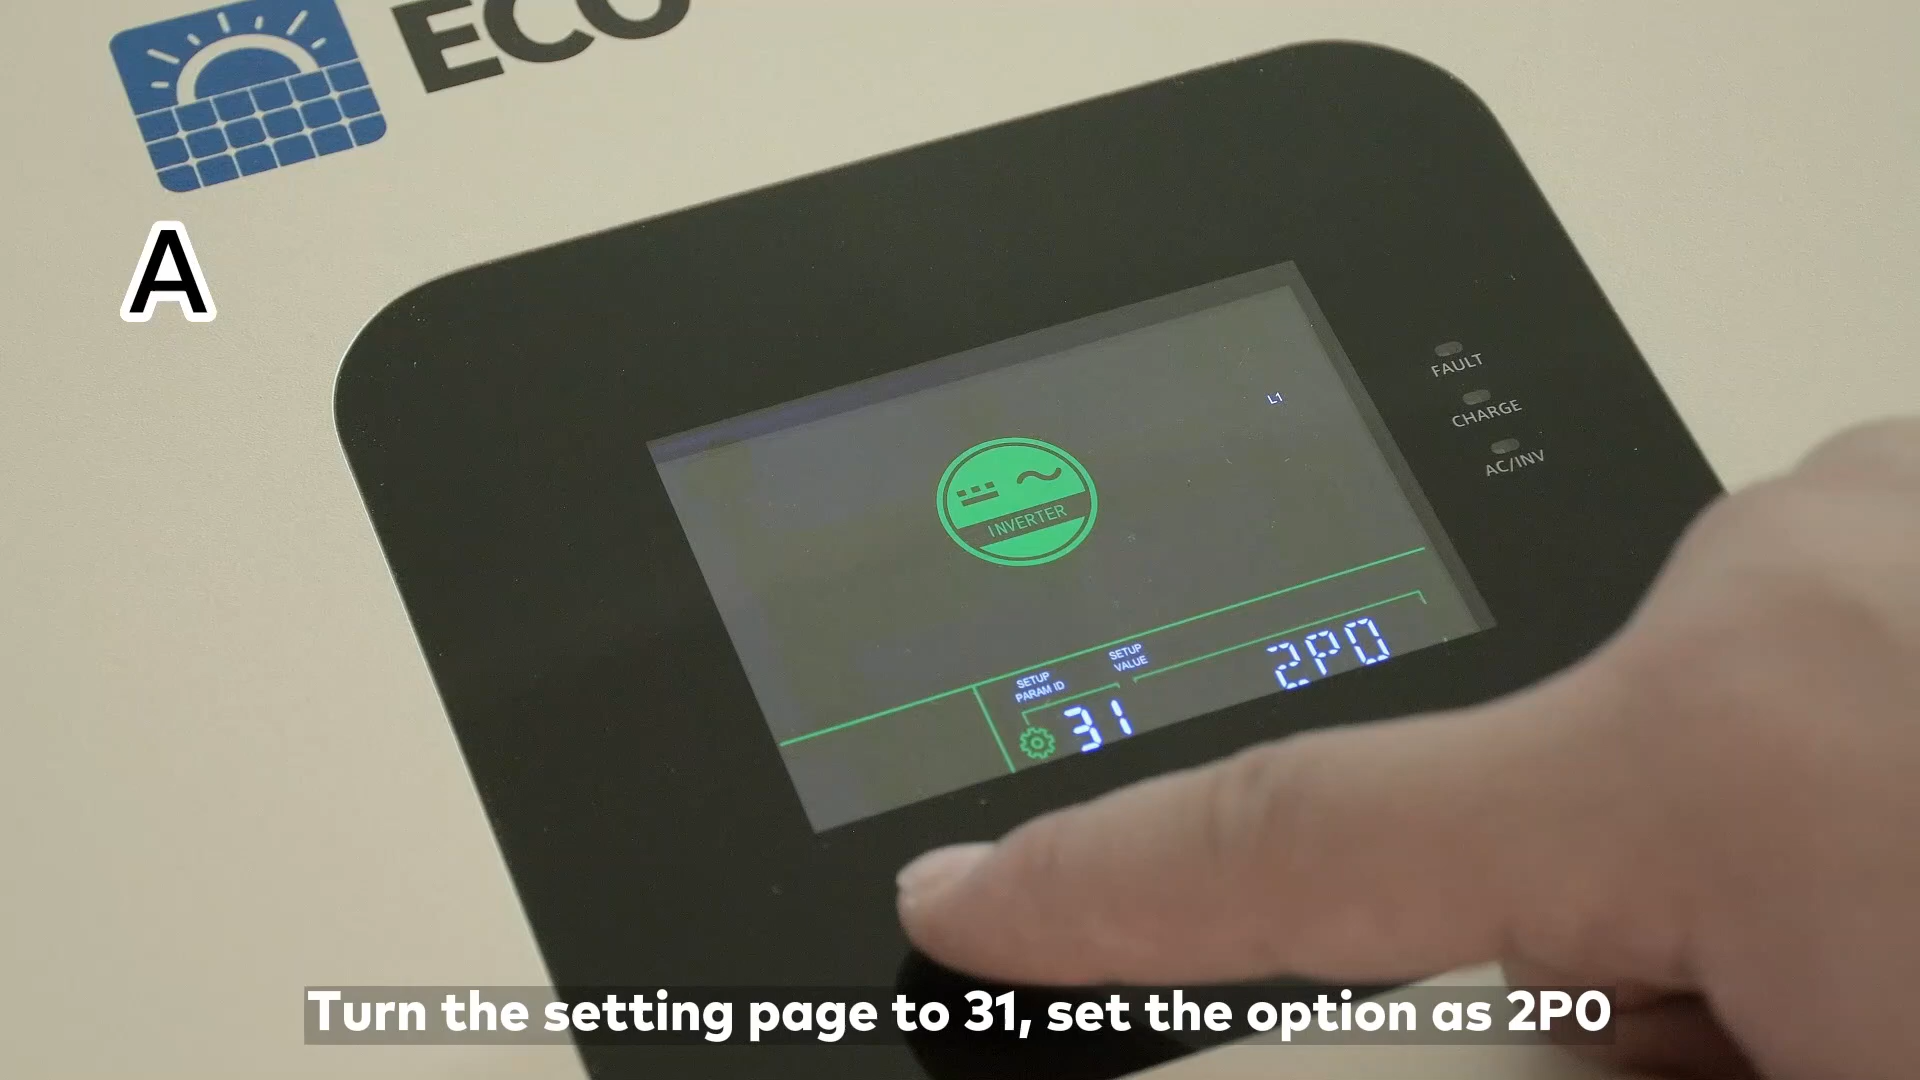 ECO
A
L1
FAULT
CHARGE
AC/INV
INVERTER
SETUP
VALUE
2P0
SETUP
PARAM ID
31
Turn the setting page to 31, set the option as 2P0